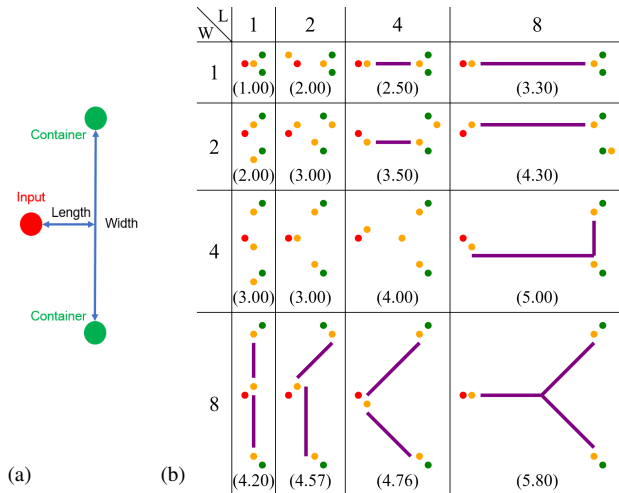 Container
Input
Length
Width
Container
(a)
L
W
1 2 4 8
1
(1.00) (2.00) (2.50) (3.30)
2
(2.00) (3.00) (3.50) (4.30)
4
(3.00) (3.00) (4.00) (5.00)
8
(4.20) (4.57) (4.76) (5.80)
(b)